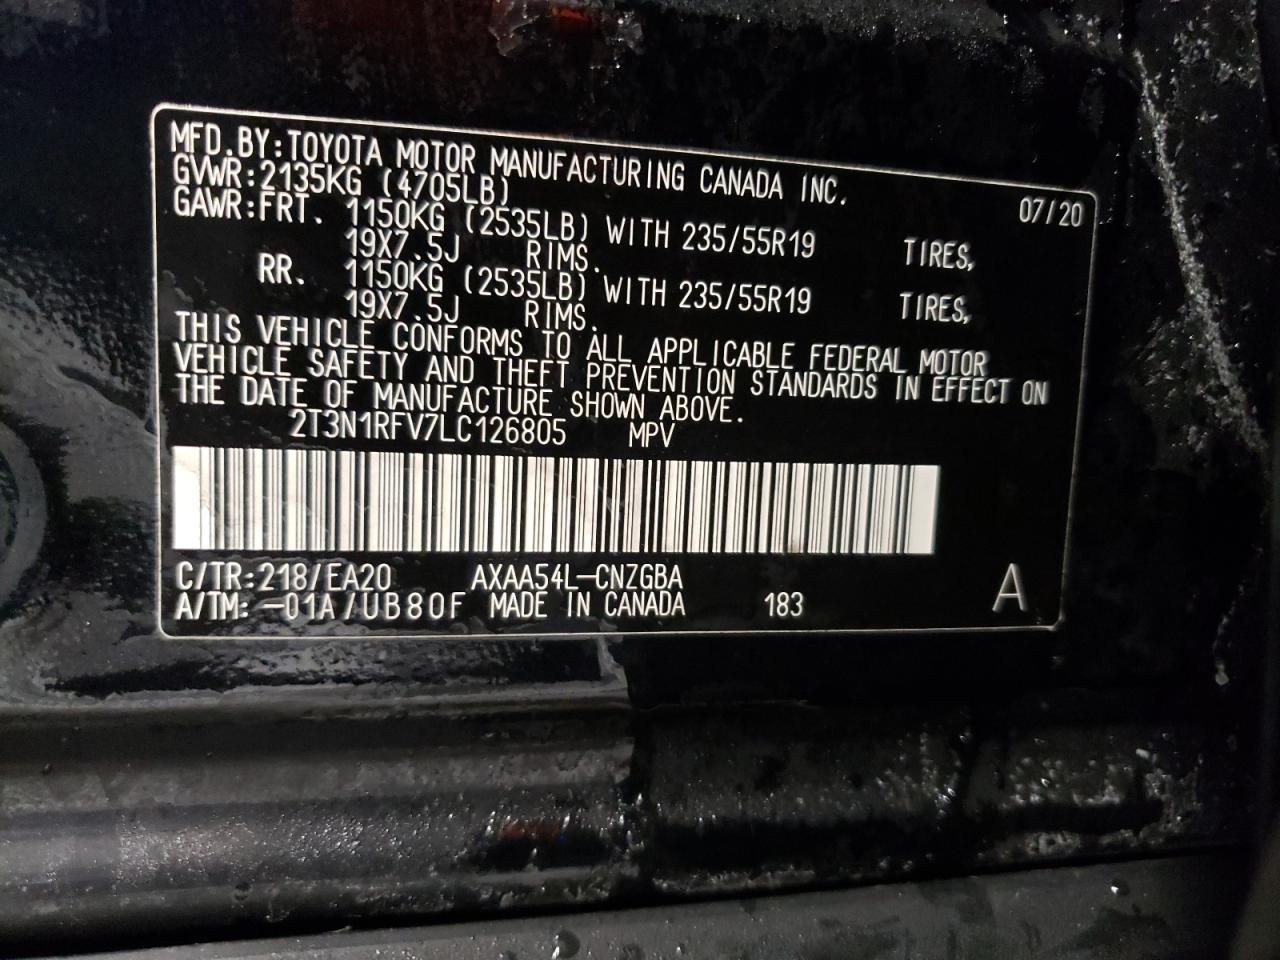 MFD.BY:TOYOTA MOTOR MANUFACTURING CANADA INC.
GVWR:2135KG (4705LB) 07/20
GAWR:FRT. 1150KG (2535LB) WITH 235/55R19 TIRES,
19X7.5J RIMS.
RR. 1150KG (2535LB) WITH 235/55R19 TIRES,
19X7.5J RIMS.
THIS VEHICLE CONFORMS TO ALL APPLICABLE FEDERAL MOTOR
VEHICLE SAFETY AND THEFT PREVENTION STANDARDS IN EFFECT ON
THE DATE OF MANUFACTURE SHOWN ABOVE.
2T3N1RFV7LC126805 MPV
C/TR:218/EA20 AXAA54L-CNZGBA
A/TM:-01A/UB80F MADE IN CANADA 183 A